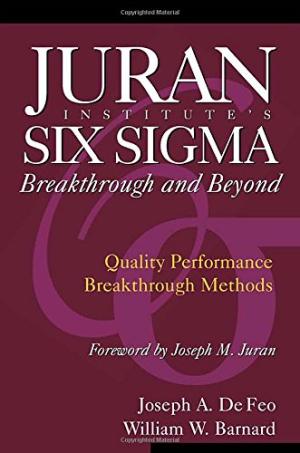 JURAN
INSTITUTE'S
SIX SIGMA
Breakthrough and Beyond
Quality Performance
Breakthrough Methods
Foreword by Joseph M. Juran
Joseph A. De Feo
William W. Barnard